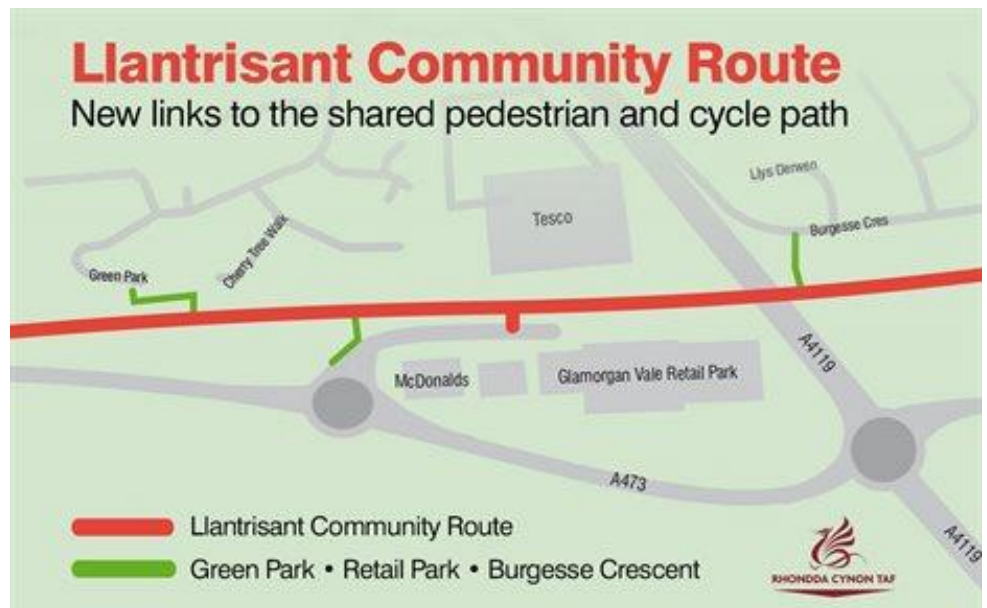 Llantrisant Community Route
New links to the shared pedestrian and cycle path
Llys Derwen
Tesco
Burgesse Cres
Cherry Tree Walk
Green Park
A4119
McDonalds
Glamorgan Vale Retail Park
A473
Llantrisant Community Route
A4119
Green Park • Retail Park • Burgesse Crescent
RHONDDA CYNON TAF